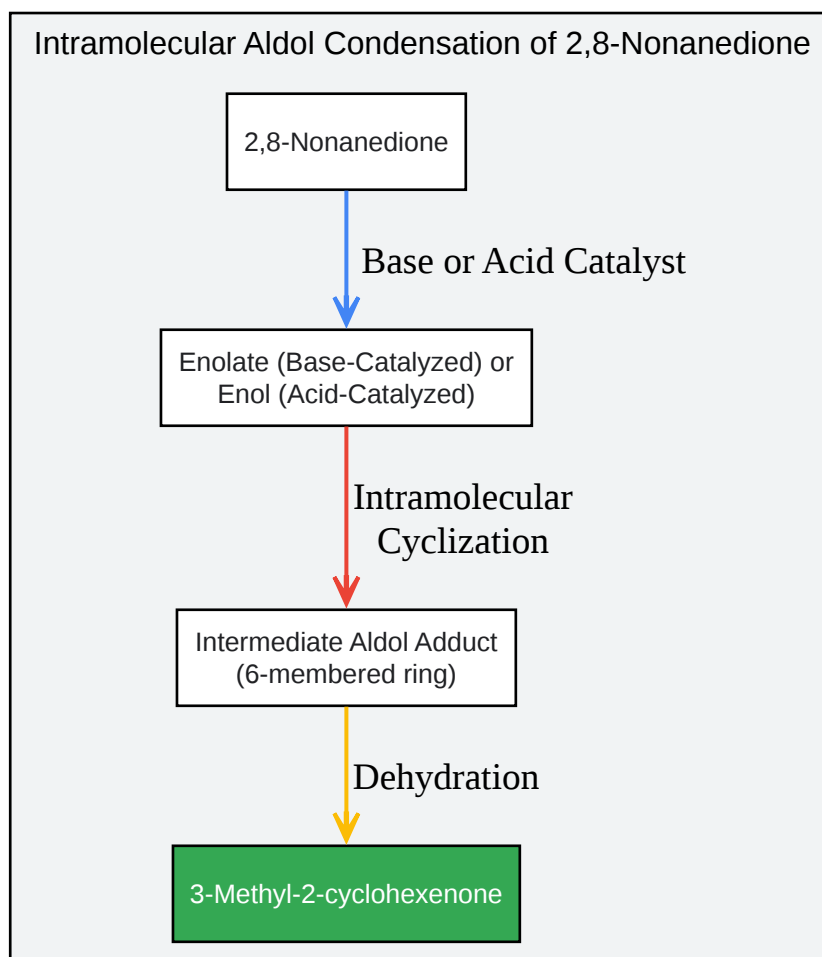 Intramolecular Aldol Condensation of 2,8-Nonanedione
2,8-Nonanedione
Base or Acid Catalyst
Enolate (Base-Catalyzed) or
Enol (Acid-Catalyzed)
Intramolecular
Cyclization
Intermediate Aldol Adduct
(6-membered ring)
Dehydration
3-Methyl-2-cyclohexenone